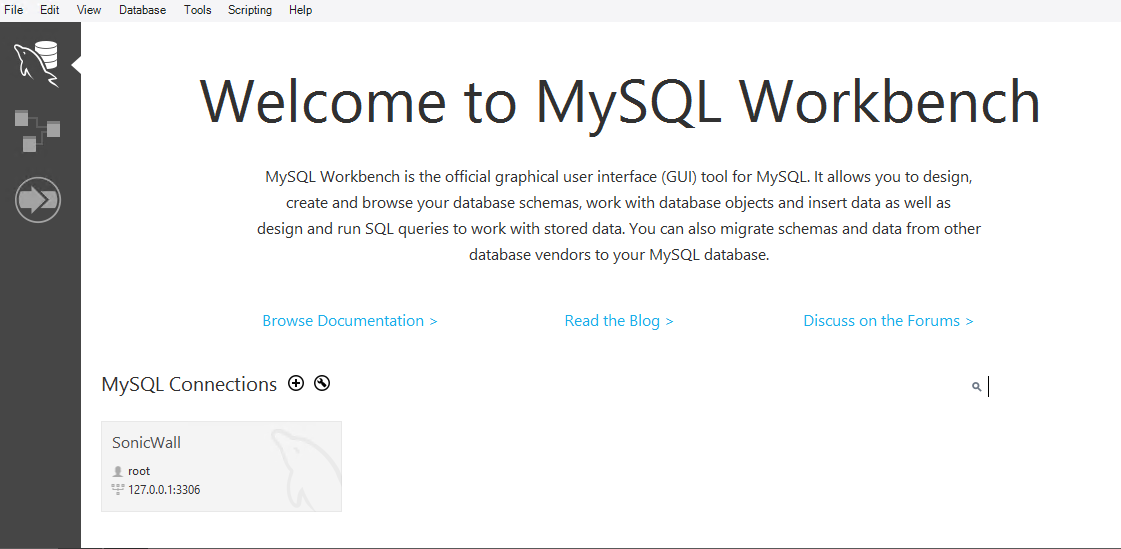 File Edit View Database Tools Scripting Help
Welcome to MySQL Workbench
MySQL Workbench is the official graphical user interface (GUI) tool for MySQL. It allows you to design,
create and browse your database schemas, work with database objects and insert data as well as
design and run SQL queries to work with stored data. You can also migrate schemas and data from other
database vendors to your MySQL database.
Browse Documentation > Read the Blog > Discuss on the Forums >
MySQL Connections
SonicWall
root
127.0.0.1:3306